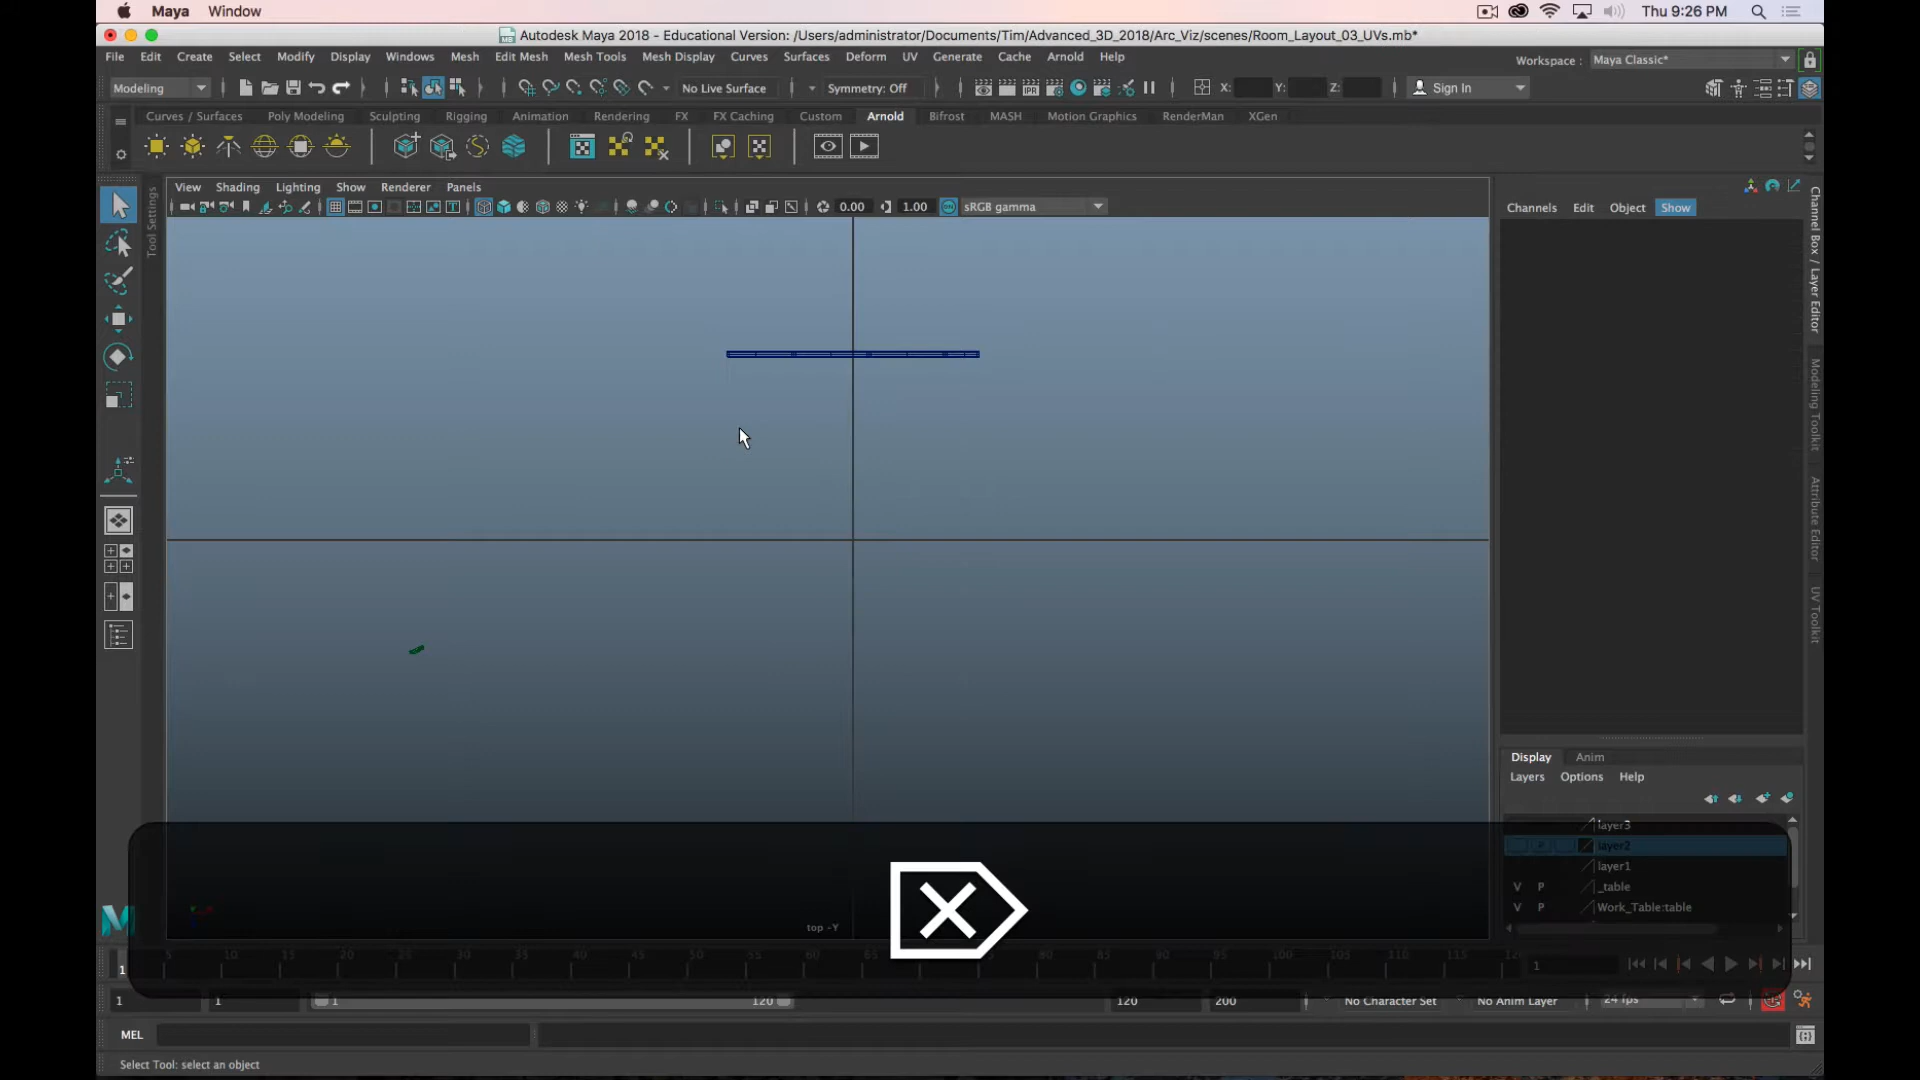 Maya Window Thu 9:26 PM
Autodesk Maya 2018 - Educational Version: /Users/administrator/Documents/Tim/Advanced_3D_2018/Arc_Viz/scenes/Room_Layout_03_UVs.mb*
File Edit Create Select Modify Display Windows Mesh Edit Mesh Mesh Tools Mesh Display Curves Surfaces Deform UV Generate Cache Arnold Help Workspace : Maya Classic*
Modeling No Live Surface Symmetry: Off X: Y: Z: Sign In
Curves / Surfaces Poly Modeling Sculpting Rigging Animation Rendering FX FX Caching Custom Arnold Bifrost MASH Motion Graphics RenderMan XGen
IPR
View Shading Lighting Show Renderer Panels
0.00 1.00 ON sRGB gamma
Channels Edit Object Show
Tool Settings
Channel Box / Layer Editor
Modeling Toolkit
Attribute Editor
UV Toolkit
Display Anim
Layers Options Help
layer3
P layer2
layer1
V P _table
V P Work_Table:table
top -Y
1 5 10 15 20 25 30 35 40 45 50 55 60 65 80 85 90 95 100 105 110 115 12 1
1 1 1 120 120 200 No Character Set No Anim Layer 24 fps
MEL
Select Tool: select an object